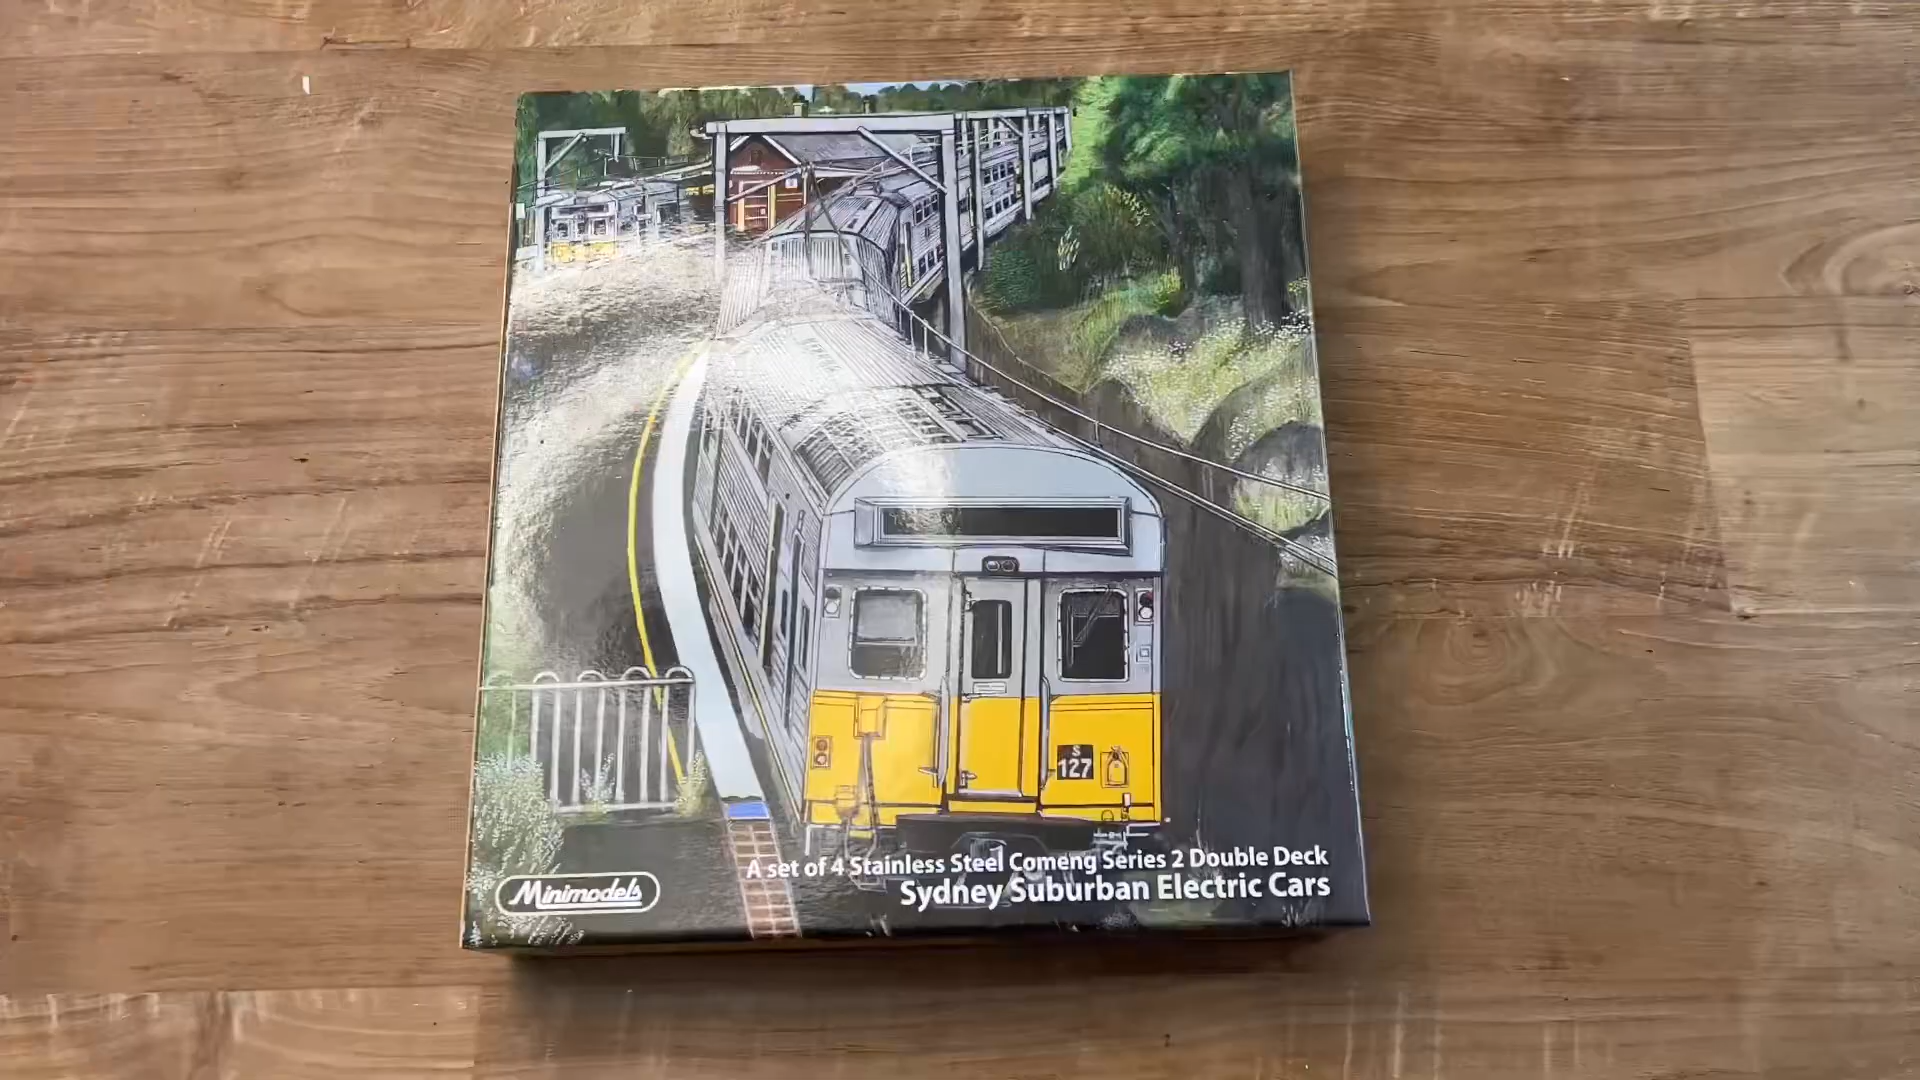 S
127
A set of 4 Stainless Steel Comeng Series 2 Double Deck
Sydney Suburban Electric Cars
Minimodels